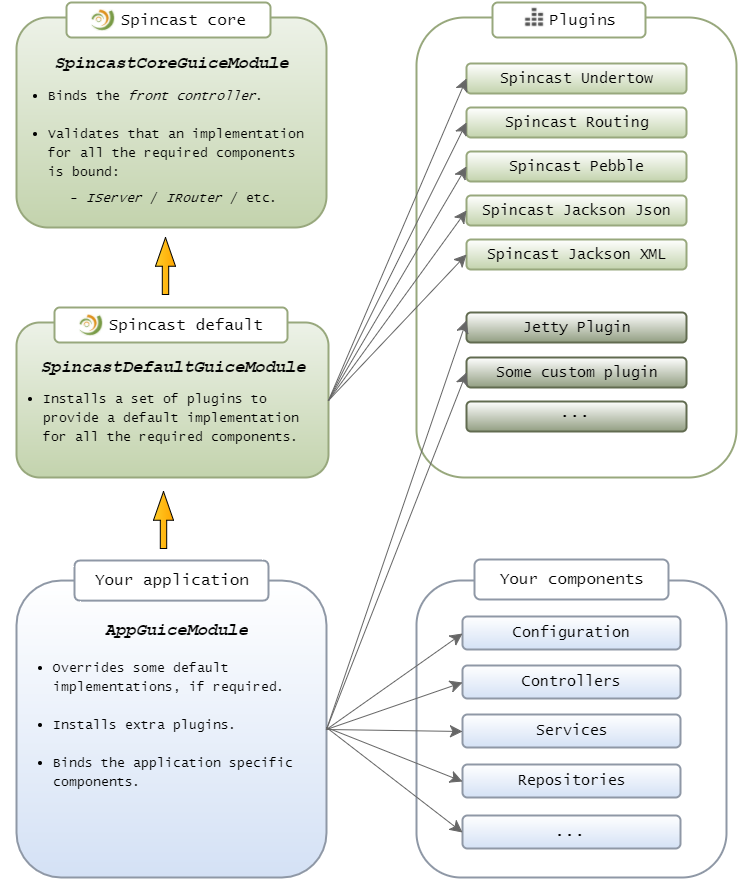 Spincast core
SpincastCoreGuiceModule
• Binds the front controller.
• Validates that an implementation
for all the required components
is bound:
- IServer / IRouter / etc.
Spincast default
SpincastDefaultGuiceModule
• Installs a set of plugins to
provide a default implementation
for all the required components.
Your application
AppGuiceModule
• Overrides some default
implementations, if required.
• Installs extra plugins.
• Binds the application specific
components.
Plugins
Spincast Undertow
Spincast Routing
Spincast Pebble
Spincast Jackson Json
Spincast Jackson XML
Jetty Plugin
Some custom plugin
...
Your components
Configuration
Controllers
Services
Repositories
...